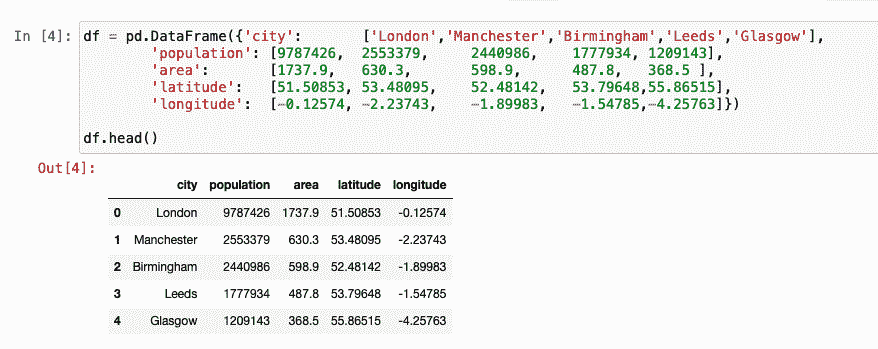 In [4]: df = pd.DataFrame({'city': ['London','Manchester','Birmingham','Leeds','Glasgow'],
'population': [9787426, 2553379, 2440986, 1777934, 1209143],
'area': [1737.9, 630.3, 598.9, 487.8, 368.5 ],
'latitude': [51.50853, 53.48095, 52.48142, 53.79648,55.86515],
'longitude': [-0.12574, -2.23743, -1.89983, -1.54785,-4.25763]})
df.head()
Out[4]:
city population area latitude longitude
0 London 9787426 1737.9 51.50853 -0.12574
1 Manchester 2553379 630.3 53.48095 -2.23743
2 Birmingham 2440986 598.9 52.48142 -1.89983
3 Leeds 1777934 487.8 53.79648 -1.54785
4 Glasgow 1209143 368.5 55.86515 -4.25763